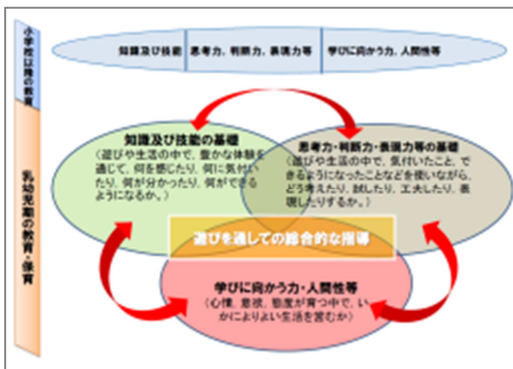 小学校以降の教育
知識及び技能
思考力、判断力、表現力等
学びに向かう力、人間性等
乳幼児期の教育・保育
知識及び技能の基礎
(遊びや生活の中で、豊かな体験を
通じて、何を感じたり、何に気付い
たり、何が分かったり、何ができる
ようになるか。)
思考力・判断力・表現力等の基礎
(遊びや生活の中で、気付いたこと、で
きるようになったことなどを使いながら、
どう考えたり、試したり、工夫したり、表
現したりするか。)
遊びを通しての総合的な指導
学びに向かう力・人間性等
(心情、意欲、態度が育つ中で、い
かによりよい生活を営むか)